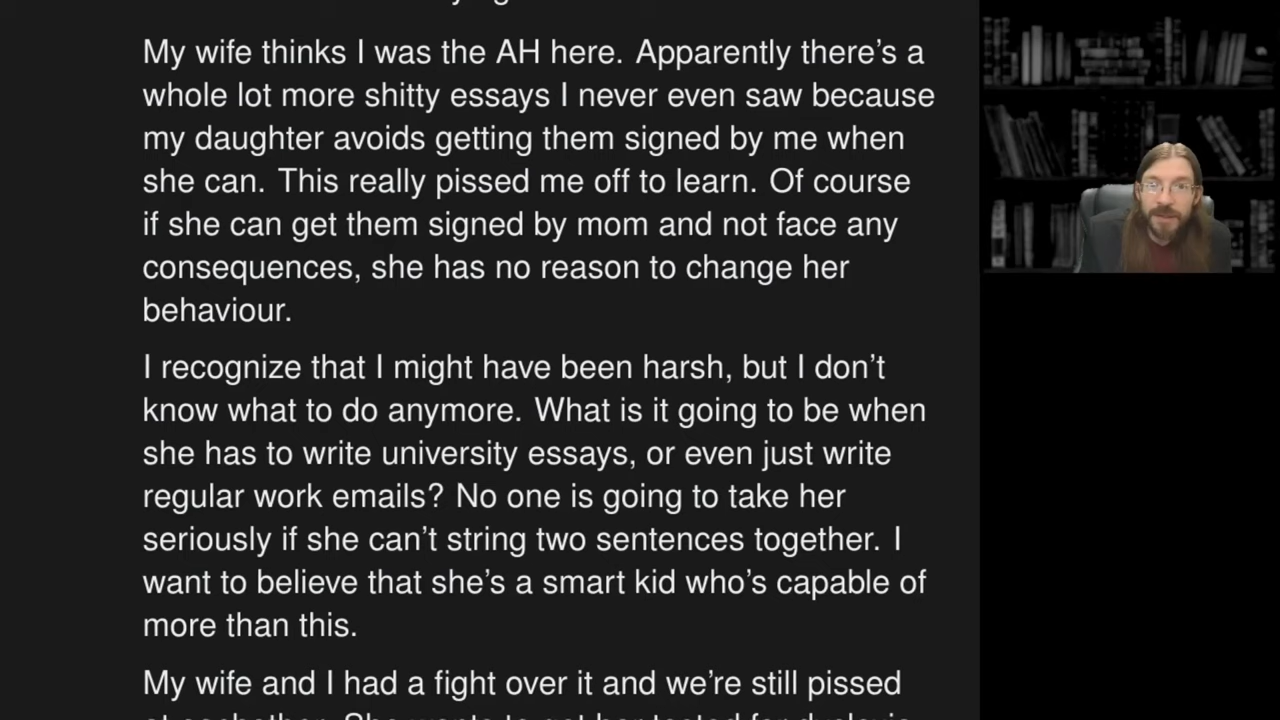 My wife thinks I was the AH here. Apparently there's a
whole lot more shitty essays I never even saw because
my daughter avoids getting them signed by me when
she can. This really pissed me off to learn. Of course
if she can get them signed by mom and not face any
consequences, she has no reason to change her
behaviour.
I recognize that I might have been harsh, but I don't
know what to do anymore. What is it going to be when
she has to write university essays, or even just write
regular work emails? No one is going to take her
seriously if she can't string two sentences together. I
want to believe that she's a smart kid who's capable of
more than this.
My wife and I had a fight over it and we're still pissed